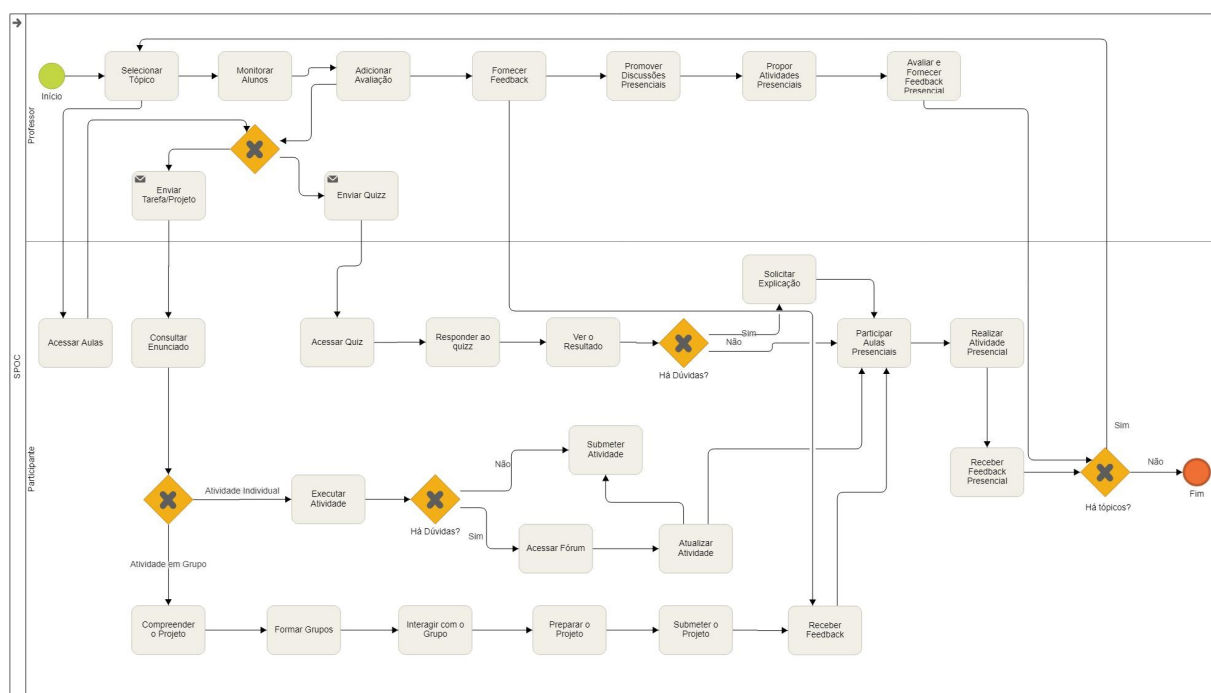 SPOC
Professor
Início
Selecionar
Tópico
Monitorar
Alunos
Adicionar
Avaliação
Fornecer
Feedback
Promover
Discussões
Presenciais
Propor
Atividades
Presenciais
Avaliar e
Fornecer
Feedback
Presencial
Enviar
Tarefa/Projeto
Enviar Quizz
Participante
Acessar Aulas
Consultar
Enunciado
Acessar Quiz
Responder ao
quizz
Ver o
Resultado
Há Dúvidas?
Sim
Não
Solicitar
Explicação
Participar
Aulas
Presenciais
Realizar
Atividade
Presencial
Atividade Individual
Executar
Atividade
Há Dúvidas?
Não
Sim
Submeter
Atividade
Acessar Fórum
Atualizar
Atividade
Receber
Feedback
Presencial
Sim
Não
Há tópicos?
Fim
Atividade em Grupo
Compreender
o Projeto
Formar Grupos
Interagir com o
Grupo
Preparar o
Projeto
Submeter o
Projeto
Receber
Feedback